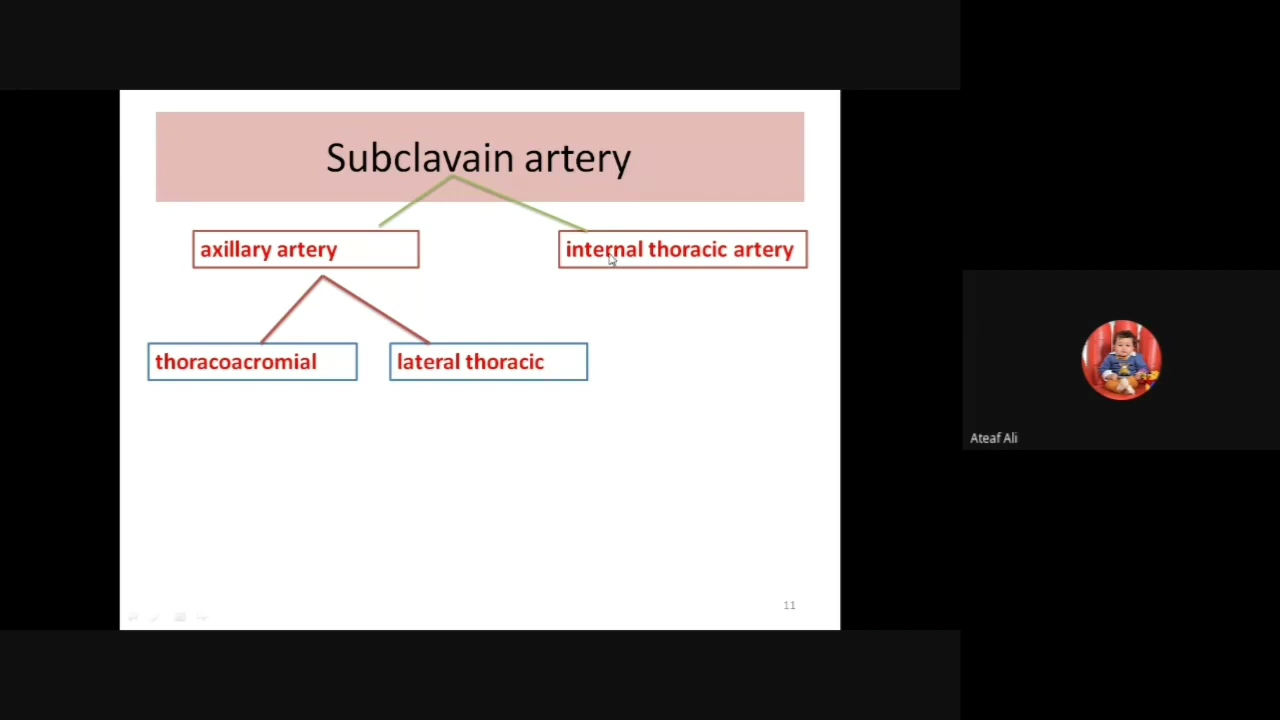 Subclavain artery
axillary artery
internal thoracic artery
thoracoacromial
lateral thoracic
Ateaf Ali
11